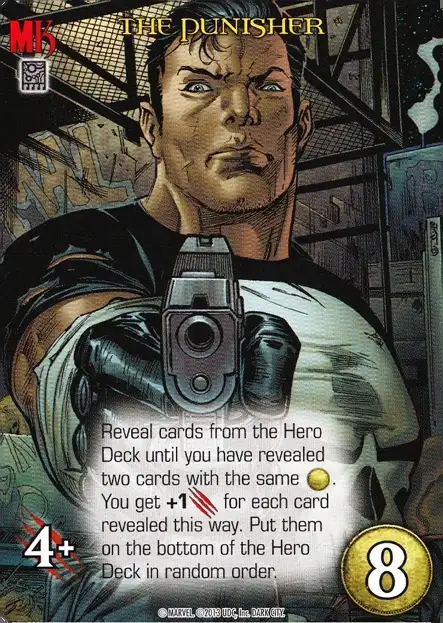 THE PUNISHER
MK
Reveal cards from the Hero
Deck until you have revealed
two cards with the same .
You get +1 for each card
revealed this way. Put them
on the bottom of the Hero
Deck in random order.
4+
8
© MARVEL. ©2013 UDC, Inc. DARK CITY.